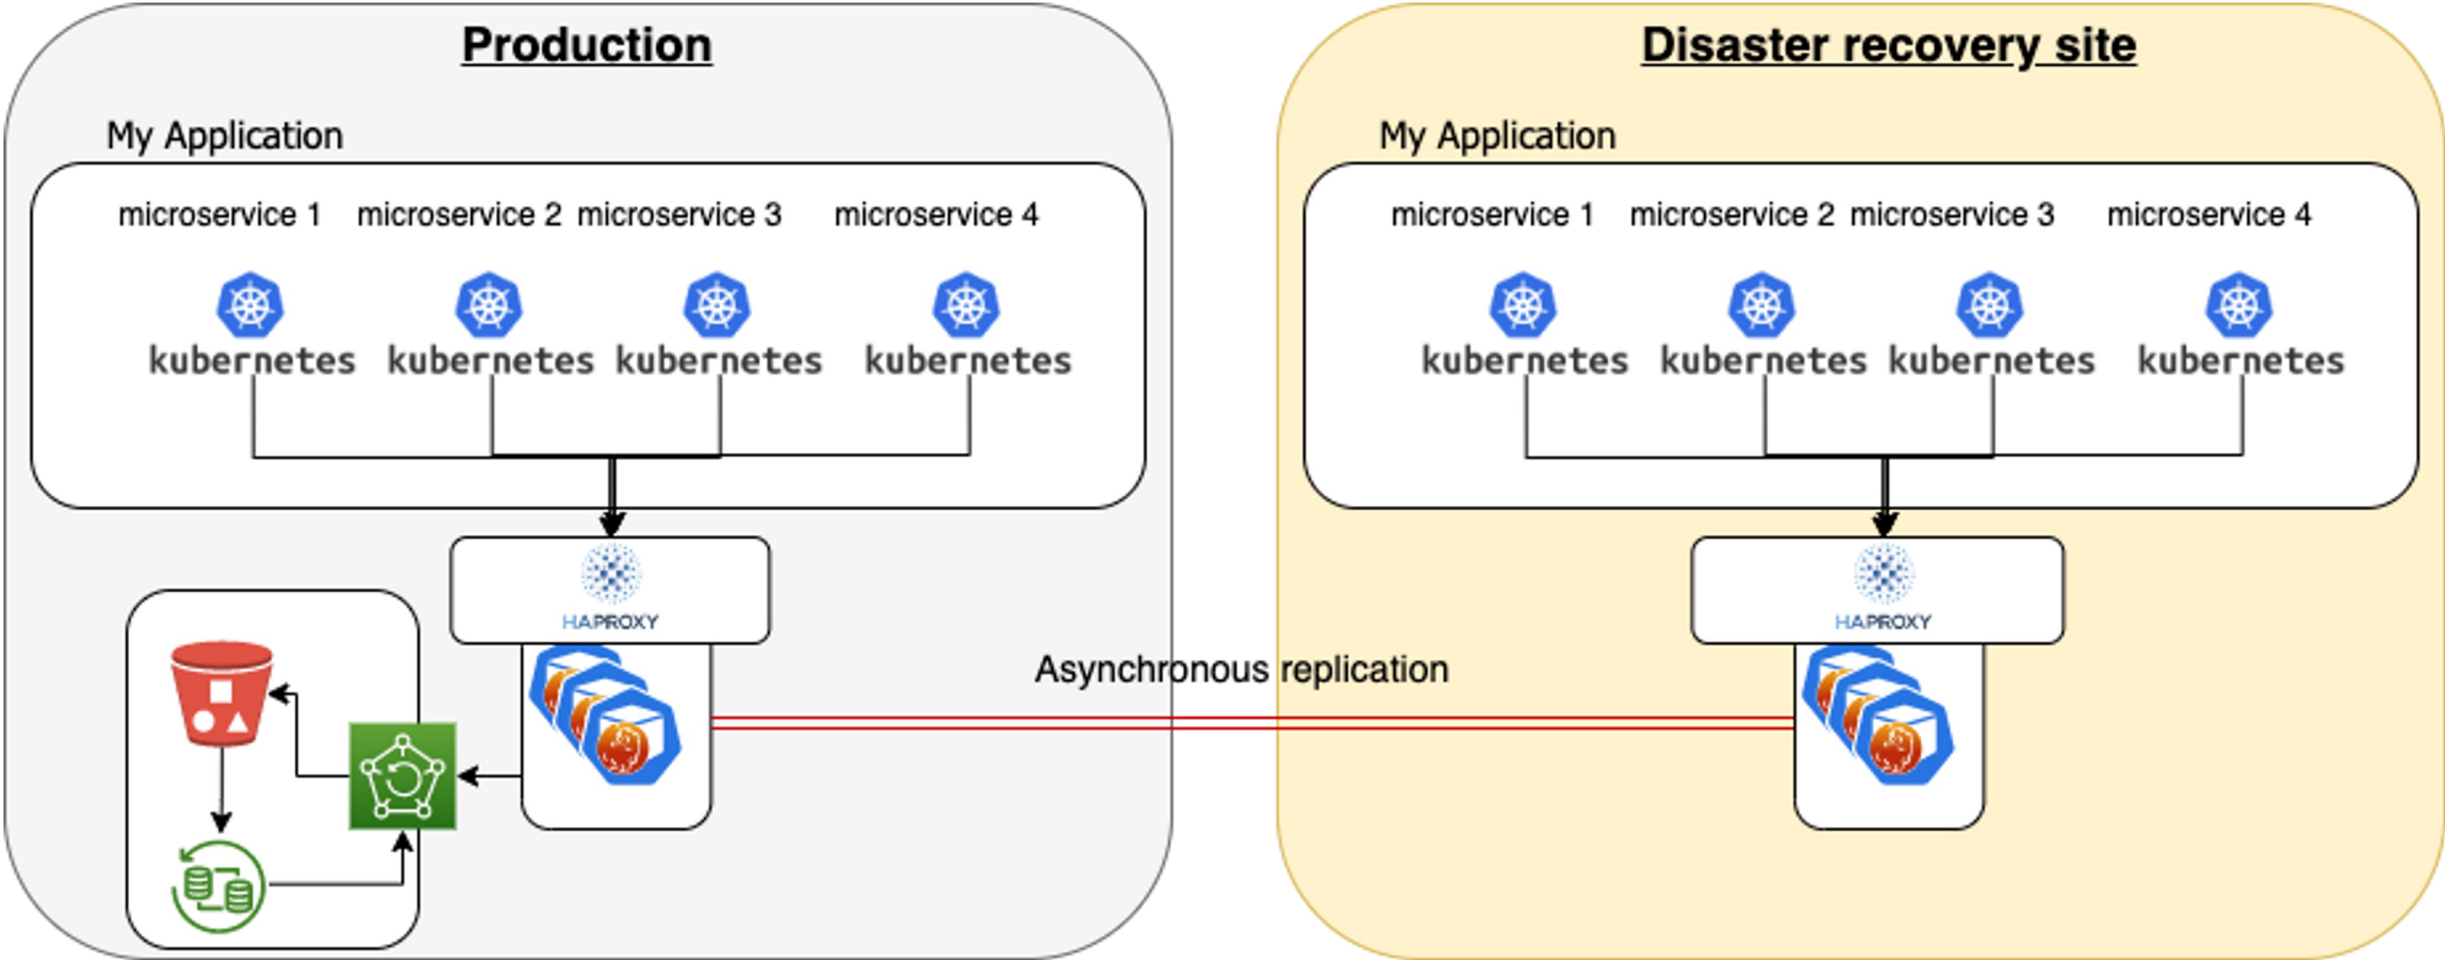 Production
My Application
microservice 1 microservice 2 microservice 3 microservice 4
kubernetes kubernetes kubernetes kubernetes
HAPROXY
Asynchronous replication
Disaster recovery site
My Application
microservice 1 microservice 2 microservice 3 microservice 4
kubernetes kubernetes kubernetes kubernetes
HAPROXY